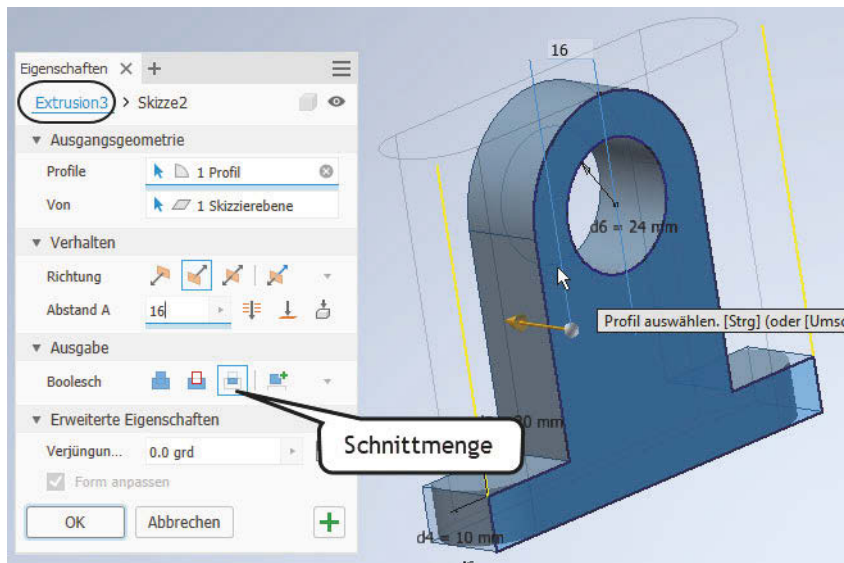 Eigenschaften × +
Extrusion3 > Skizze2
Ausgangsgeometrie
Profile 1 Profil
Von 1 Skizzierebene
Verhalten
Richtung
Abstand A 16
Ausgabe
Boolesch
Erweiterte Eigenschaften
Verjüngun... 0.0 grd
Form anpassen
OK Abbrechen +
Schnittmenge
16
d6 = 24 mm
Profil auswählen. [Strg] (oder [Umsc
mm
d4 = 10 mm